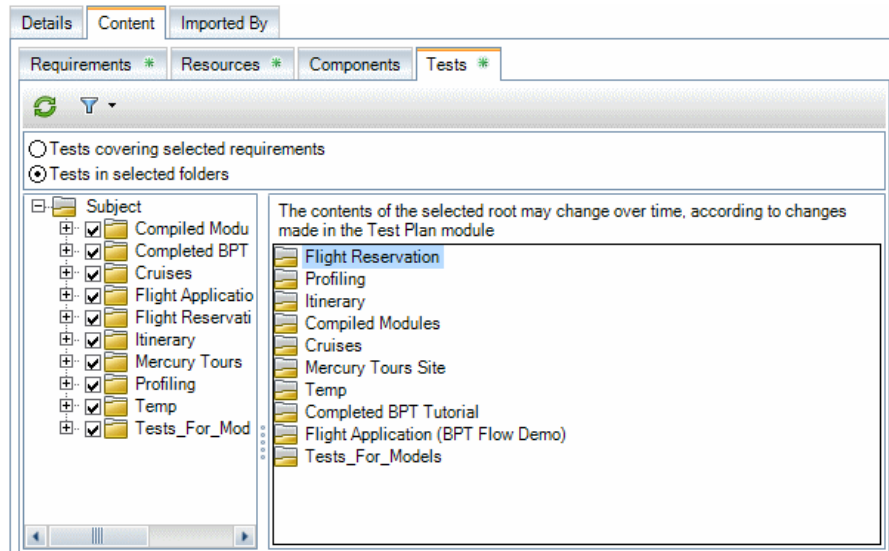 Details Content Imported By
Requirements * Resources * Components Tests *
Tests covering selected requirements
Tests in selected folders
Subject
Compiled Modu
Completed BPT
Cruises
Flight Applicatio
Flight Reservati
Itinerary
Mercury Tours
Profiling
Temp
Tests_For_Mod
The contents of the selected root may change over time, according to changes
made in the Test Plan module
Flight Reservation
Profiling
Itinerary
Compiled Modules
Cruises
Mercury Tours Site
Temp
Completed BPT Tutorial
Flight Application (BPT Flow Demo)
Tests_For_Models